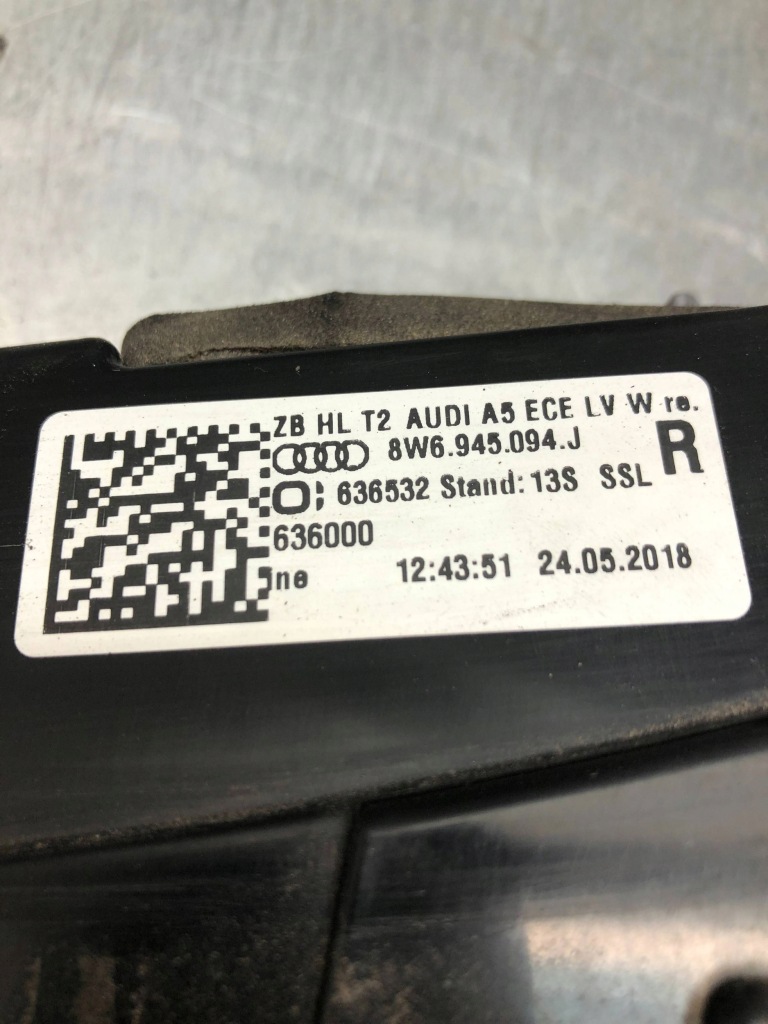 ZB HL T2 AUDI A5 ECE LV W re.
8W6.945.094.J R
636532 Stand: 13S SSL
636000
ne 12:43:51 24.05.2018